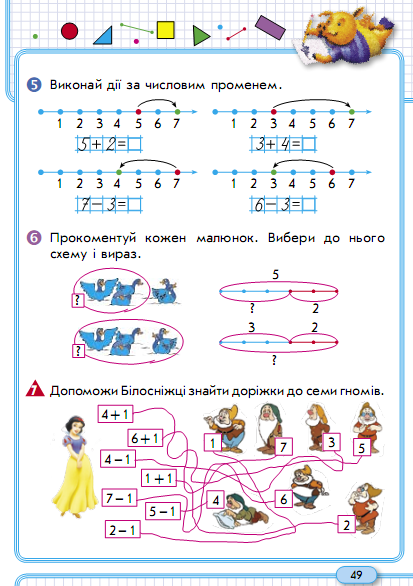 5 Виконай дії за числовим променем.
1 2 3 4 5 6 7
1 2 3 4 5 6 7
5+2=
3+4=
1 2 3 4 5 6 7
1 2 3 4 5 6 7
7-3=
6-3=
6 Прокоментуй кожен малюнок. Вибери до нього
схему і вираз.
5
?
? 2
3 2
?
?
7 Допоможи Білосніжці знайти доріжки до семи гномів.
4+1
6+1
1 7 3 5
4-1
1+1
7-1
4 6
5-1
2
2-1
49